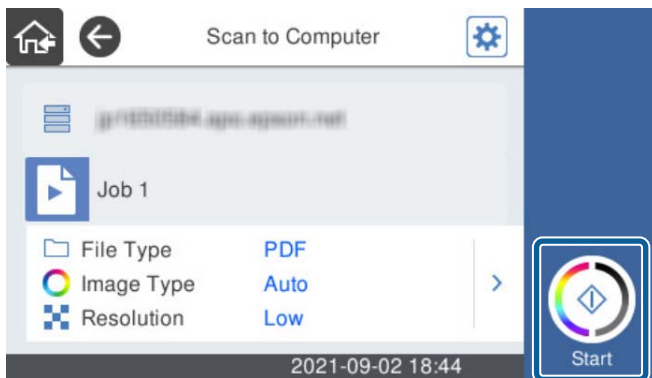 Scan to Computer
Job 1
File Type PDF
Image Type Auto
Resolution Low
2021-09-02 18:44
Start